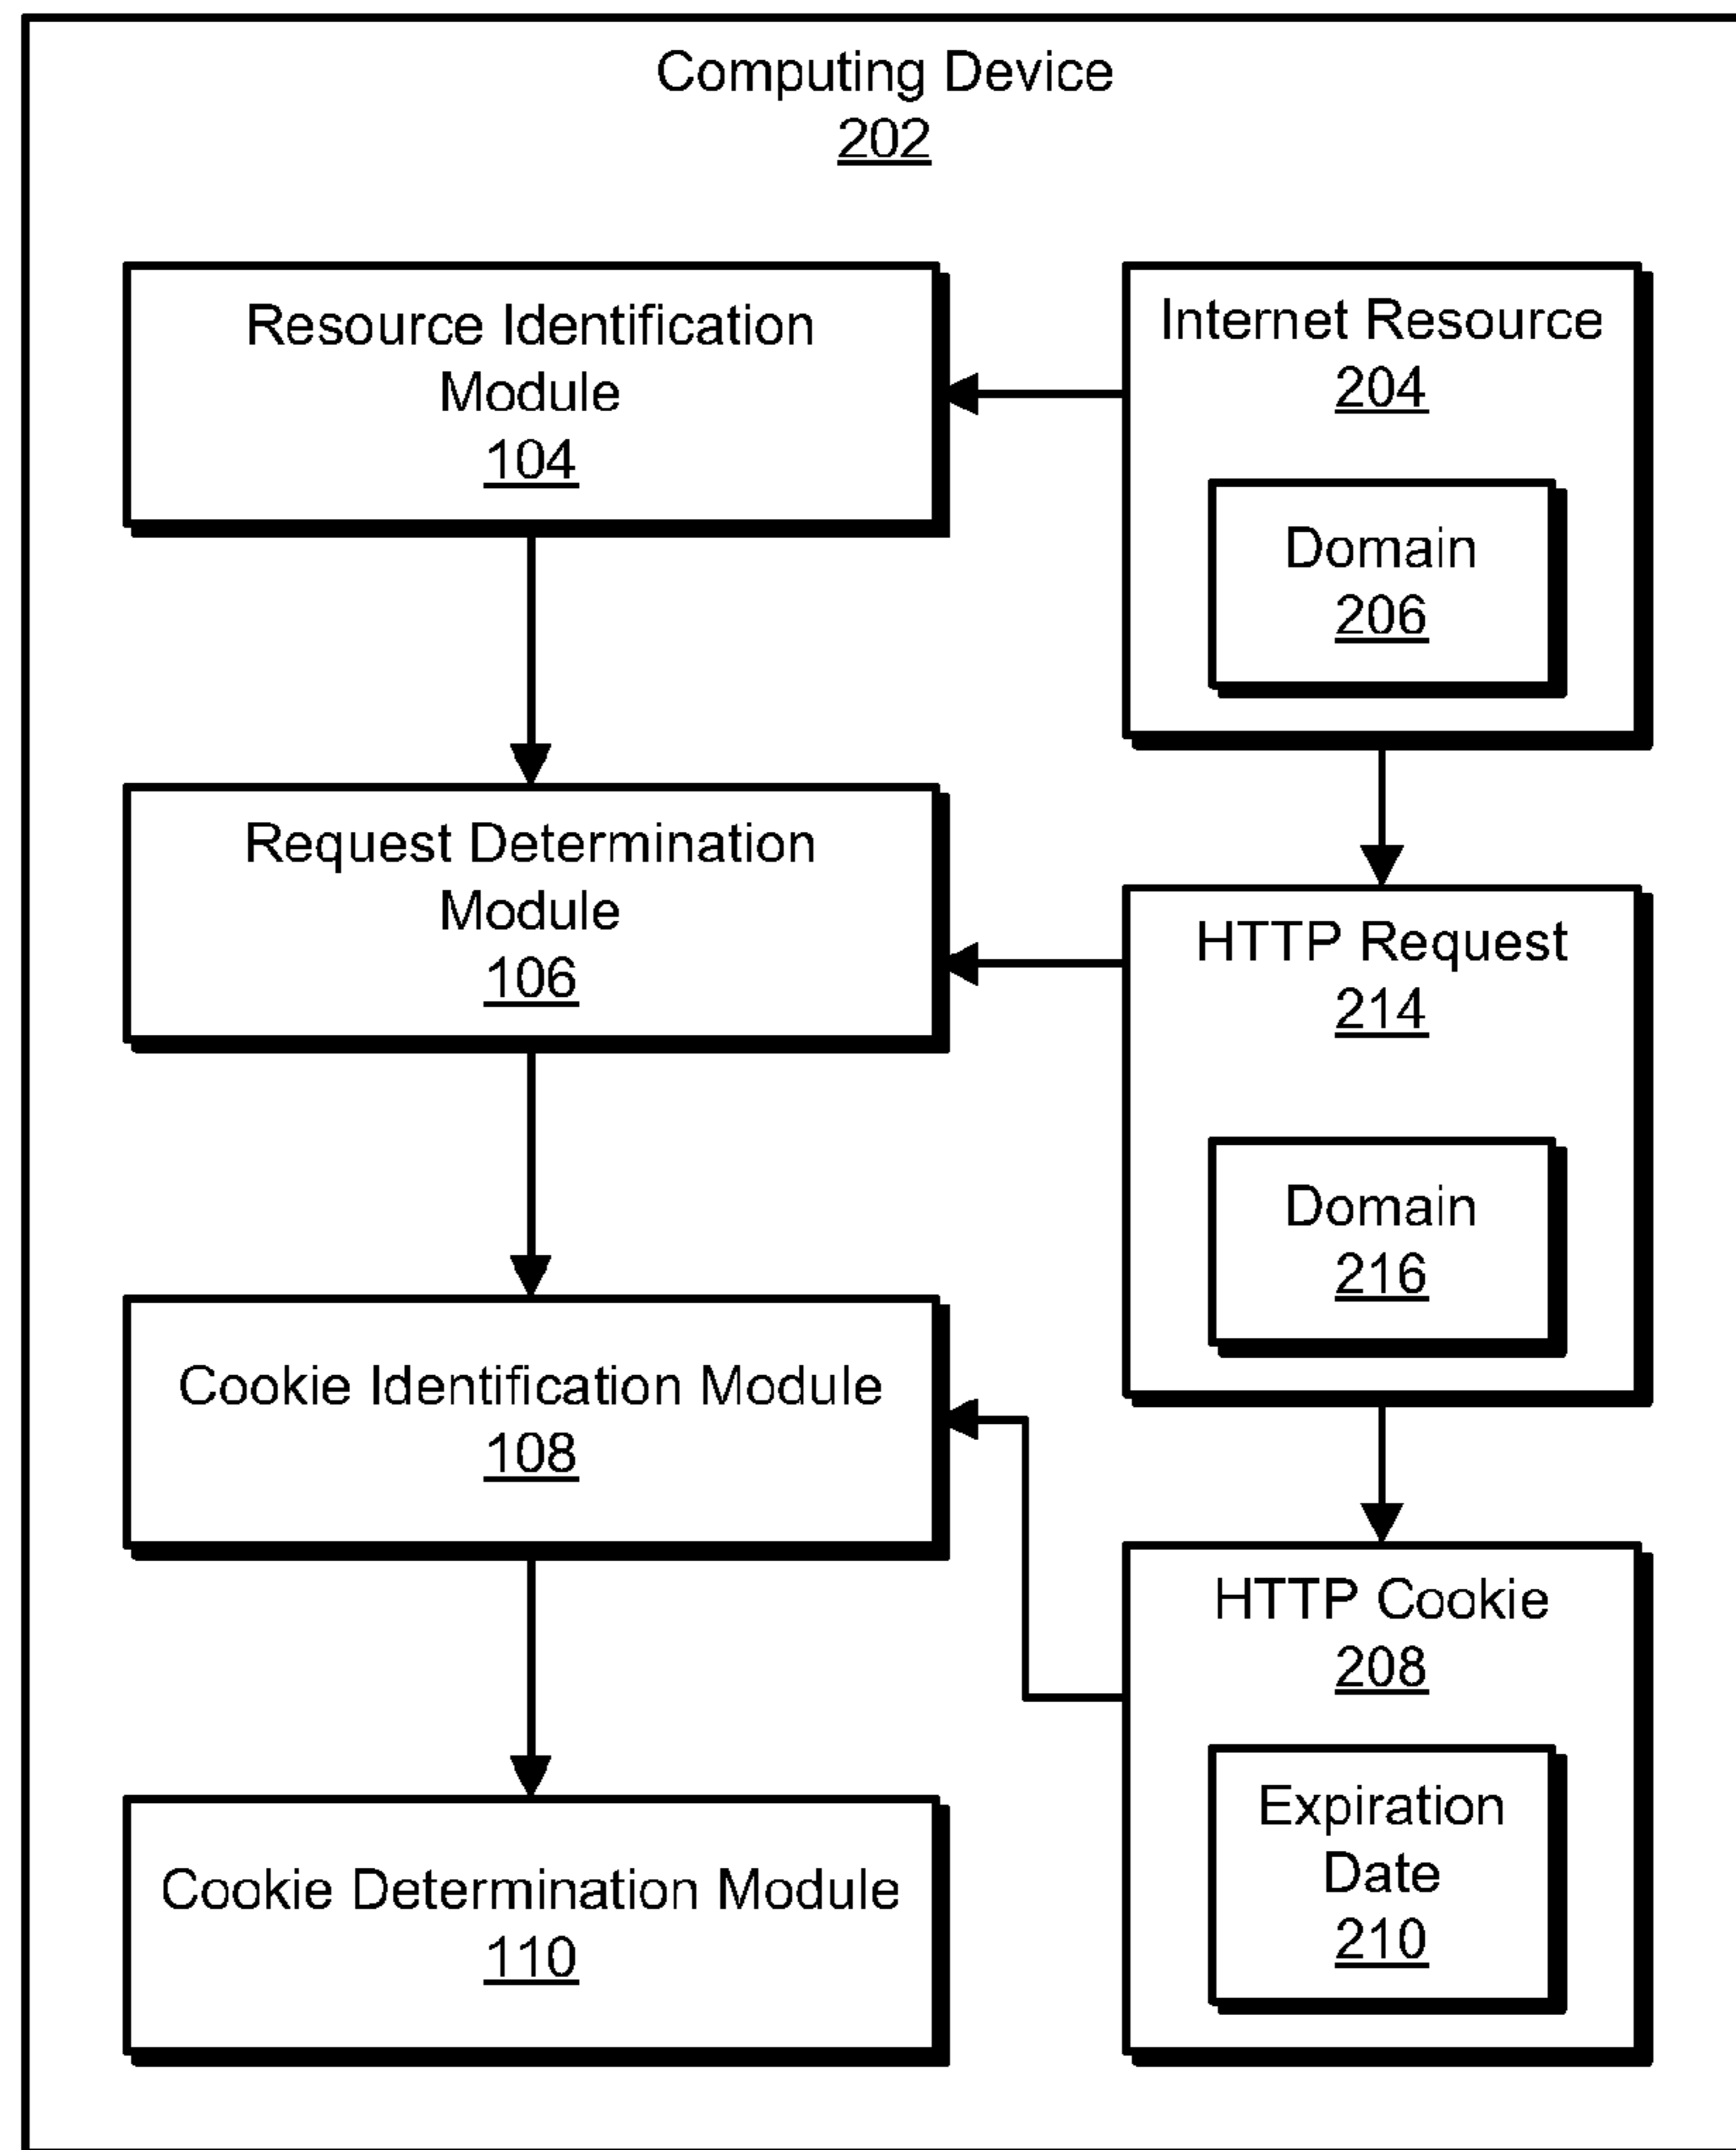 Computing Device
202
Resource Identification
Module
104
Internet Resource
204
Domain
206
Request Determination
Module
106
HTTP Request
214
Domain
216
Cookie Identification Module
108
HTTP Cookie
208
Expiration
Date
210
Cookie Determination Module
110